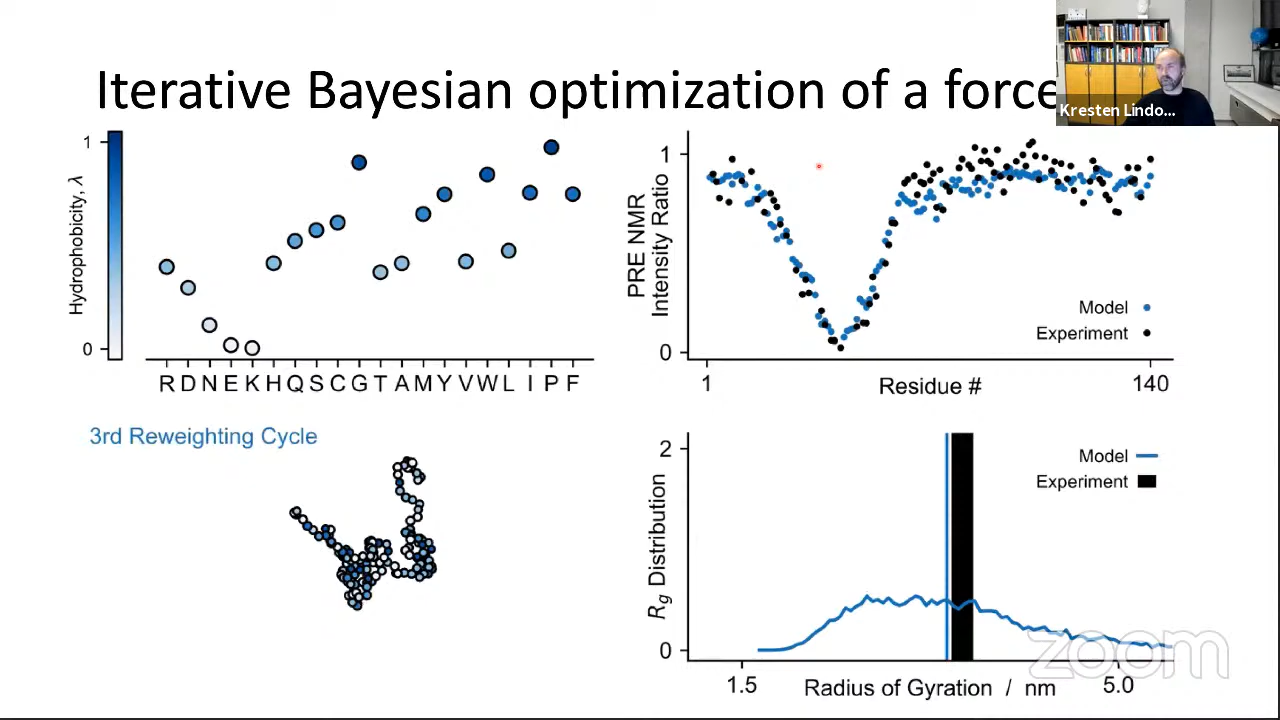 Iterative Bayesian optimization of a force
Kresten Lindo...
1
Hydrophobicity, λ
0
R D N E K H Q S C G T A M Y V W L I P F
1
PRE NMR
Intensity Ratio
0
Model
Experiment
1
Residue #
140
3rd Reweighting Cycle
2
Rg Distribution
0
Model
Experiment
1.5
Radius of Gyration / nm
5.0
zoom